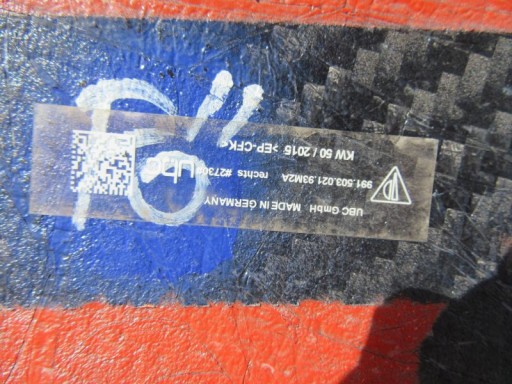 UBC GmbH MADE IN GERMANY
991.503.021.93M2A rechts #2730#
KW 50 / 2015 >EP-CFK<
ubc